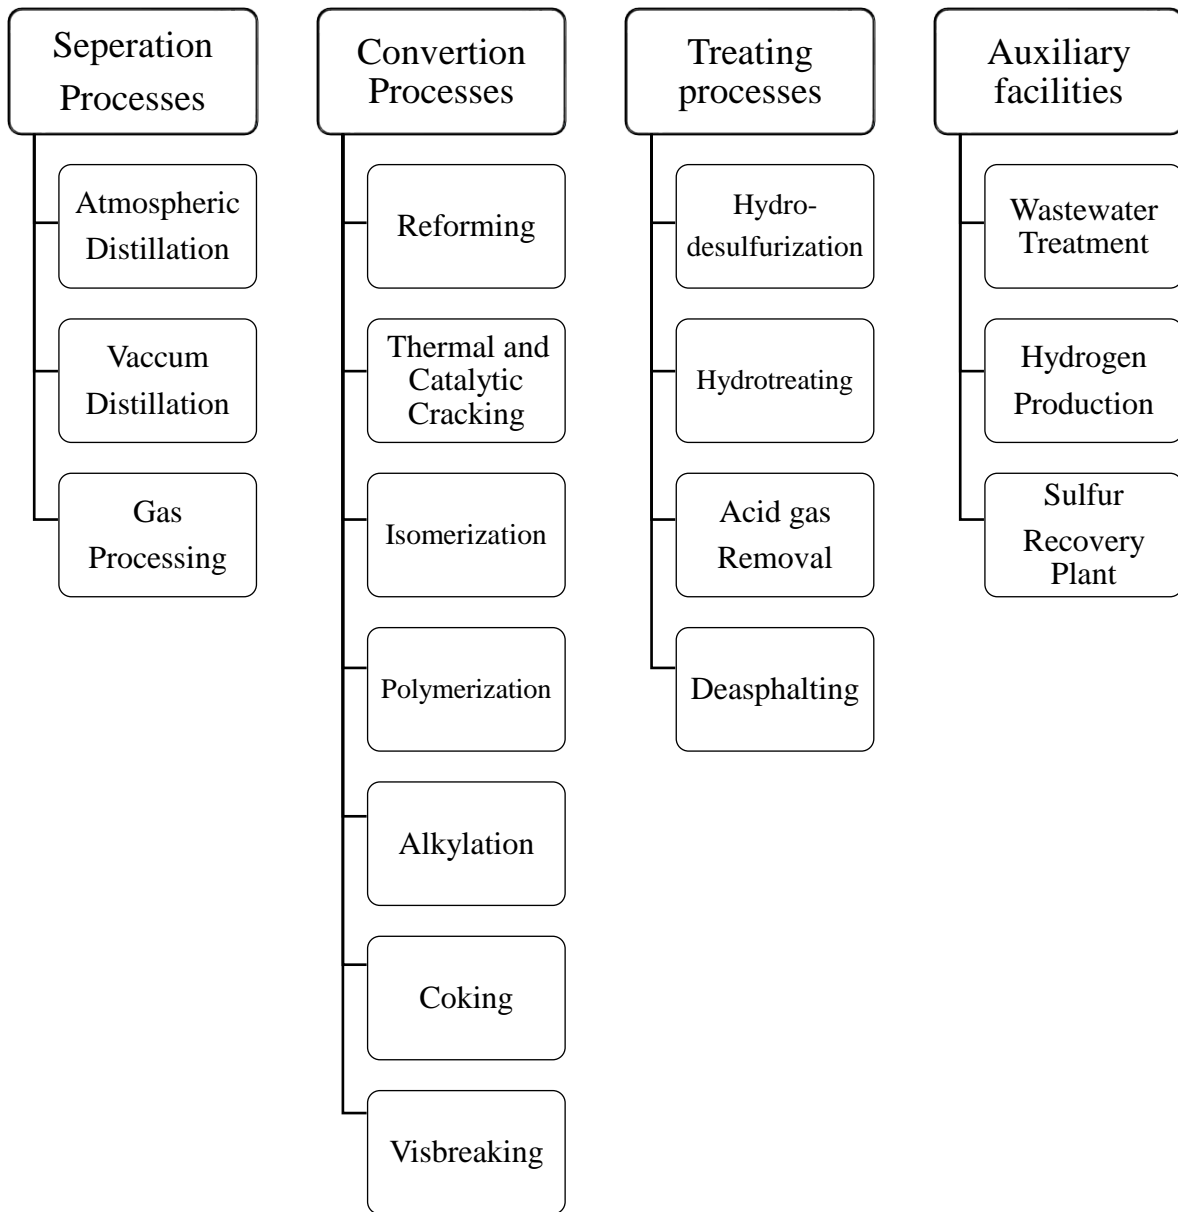 Seperation
Processes
Atmospheric
Distillation
Vaccum
Distillation
Gas
Processing
Convertion
Processes
Reforming
Thermal and
Catalytic
Cracking
Isomerization
Polymerization
Alkylation
Coking
Visbreaking
Treating
processes
Hydro-
desulfurization
Hydrotreating
Acid gas
Removal
Deasphalting
Auxiliary
facilities
Wastewater
Treatment
Hydrogen
Production
Sulfur
Recovery
Plant